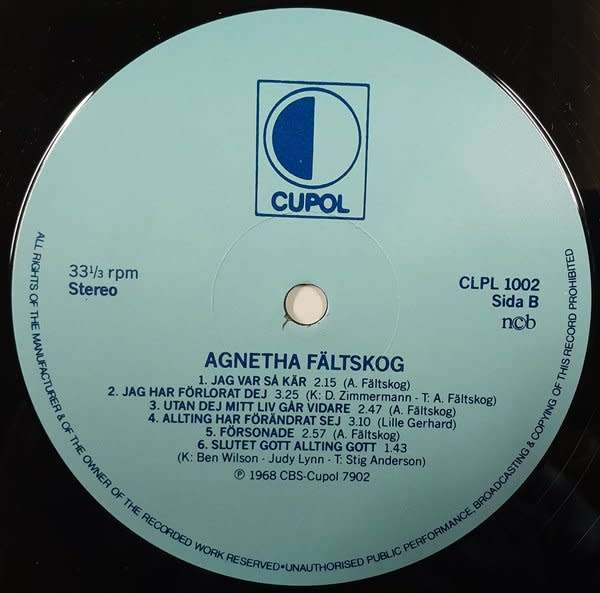 CUPOL
33 1/3 rpm
Stereo
CLPL 1002
Sida B
n©b
AGNETHA FÄLTSKOG
1. JAG VAR SÅ KÄR 2.15 (A. Fältskog)
2. JAG HAR FÖRLORAT DEJ 3.25 (K: D. Zimmermann - T: A. Fältskog)
3. UTAN DEJ MITT LIV GÅR VIDARE 2.47 (A. Fältskog)
4. ALLTING HAR FÖRÄNDRAT SEJ 3.10 (Lille Gerhard)
5. FÖRSONADE 2.57 (A. Fältskog)
6. SLUTET GOTT ALLTING GOTT 1.43
(K: Ben Wilson - Judy Lynn - T: Stig Anderson)
℗ 1968 CBS-Cupol 7902
ALL RIGHTS OF THE MANUFACTURER & OF THE OWNER OF THE RECORDED WORK RESERVED•UNAUTHORISED PUBLIC PERFORMANCE, BROADCASTING & COPYING OF THIS RECORD PROHIBITED